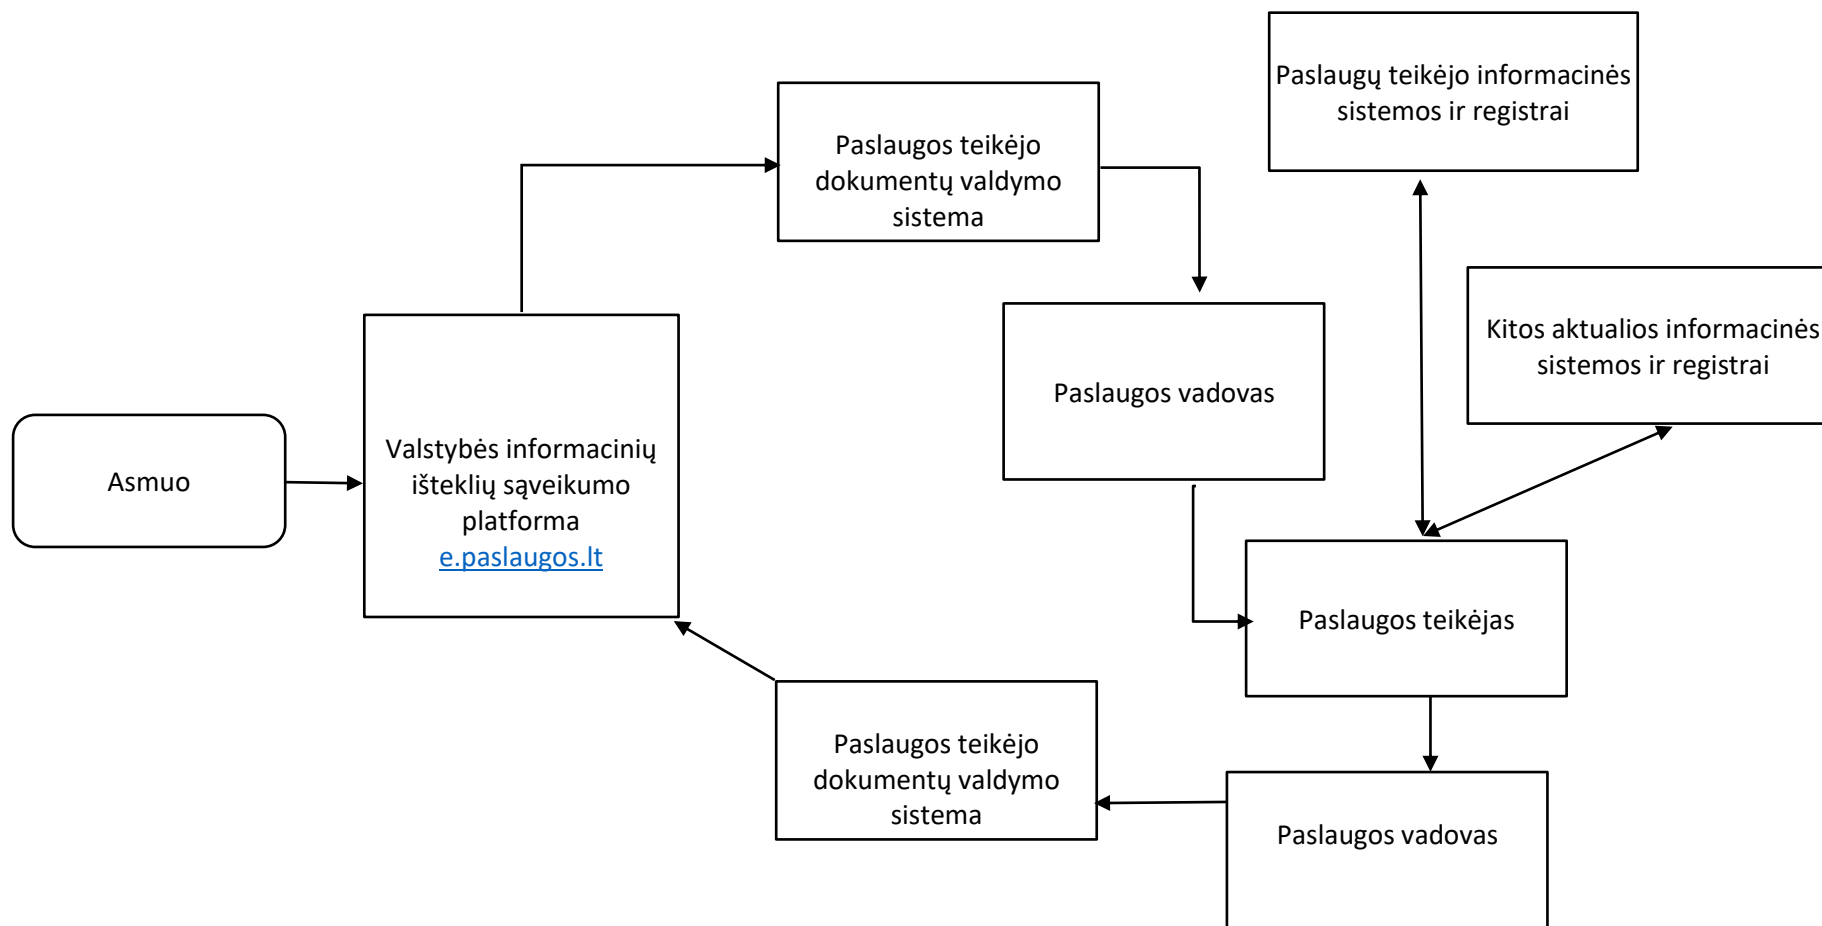 Paslaugų teikėjo informacinės
sistemos ir registrai
Paslaugos teikėjo
dokumentų valdymo
sistema
Kitos aktualios informacinės
sistemos ir registrai
Paslaugos vadovas
Valstybės informacinių
išteklių sąveikumo
platforma
e.paslaugos.lt
Asmuo
Paslaugos teikėjas
Paslaugos teikėjo
dokumentų valdymo
sistema
Paslaugos vadovas